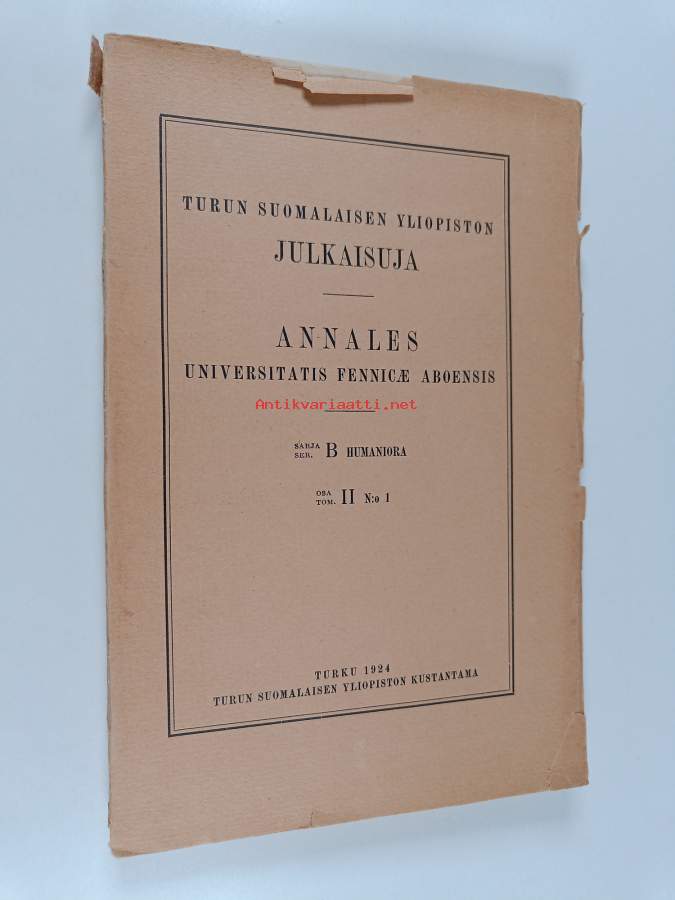 TURUN SUOMALAISEN YLIOPISTON
JULKAISUJA
ANNALES
UNIVERSITATIS FENNICÆ ABOENSIS
Antikvariaatti.net
SARJA
SER. B HUMANIORA
OSA
TOM. II N:o 1
TURKU 1924
TURUN SUOMALAISEN YLIOPISTON KUSTANTAMA